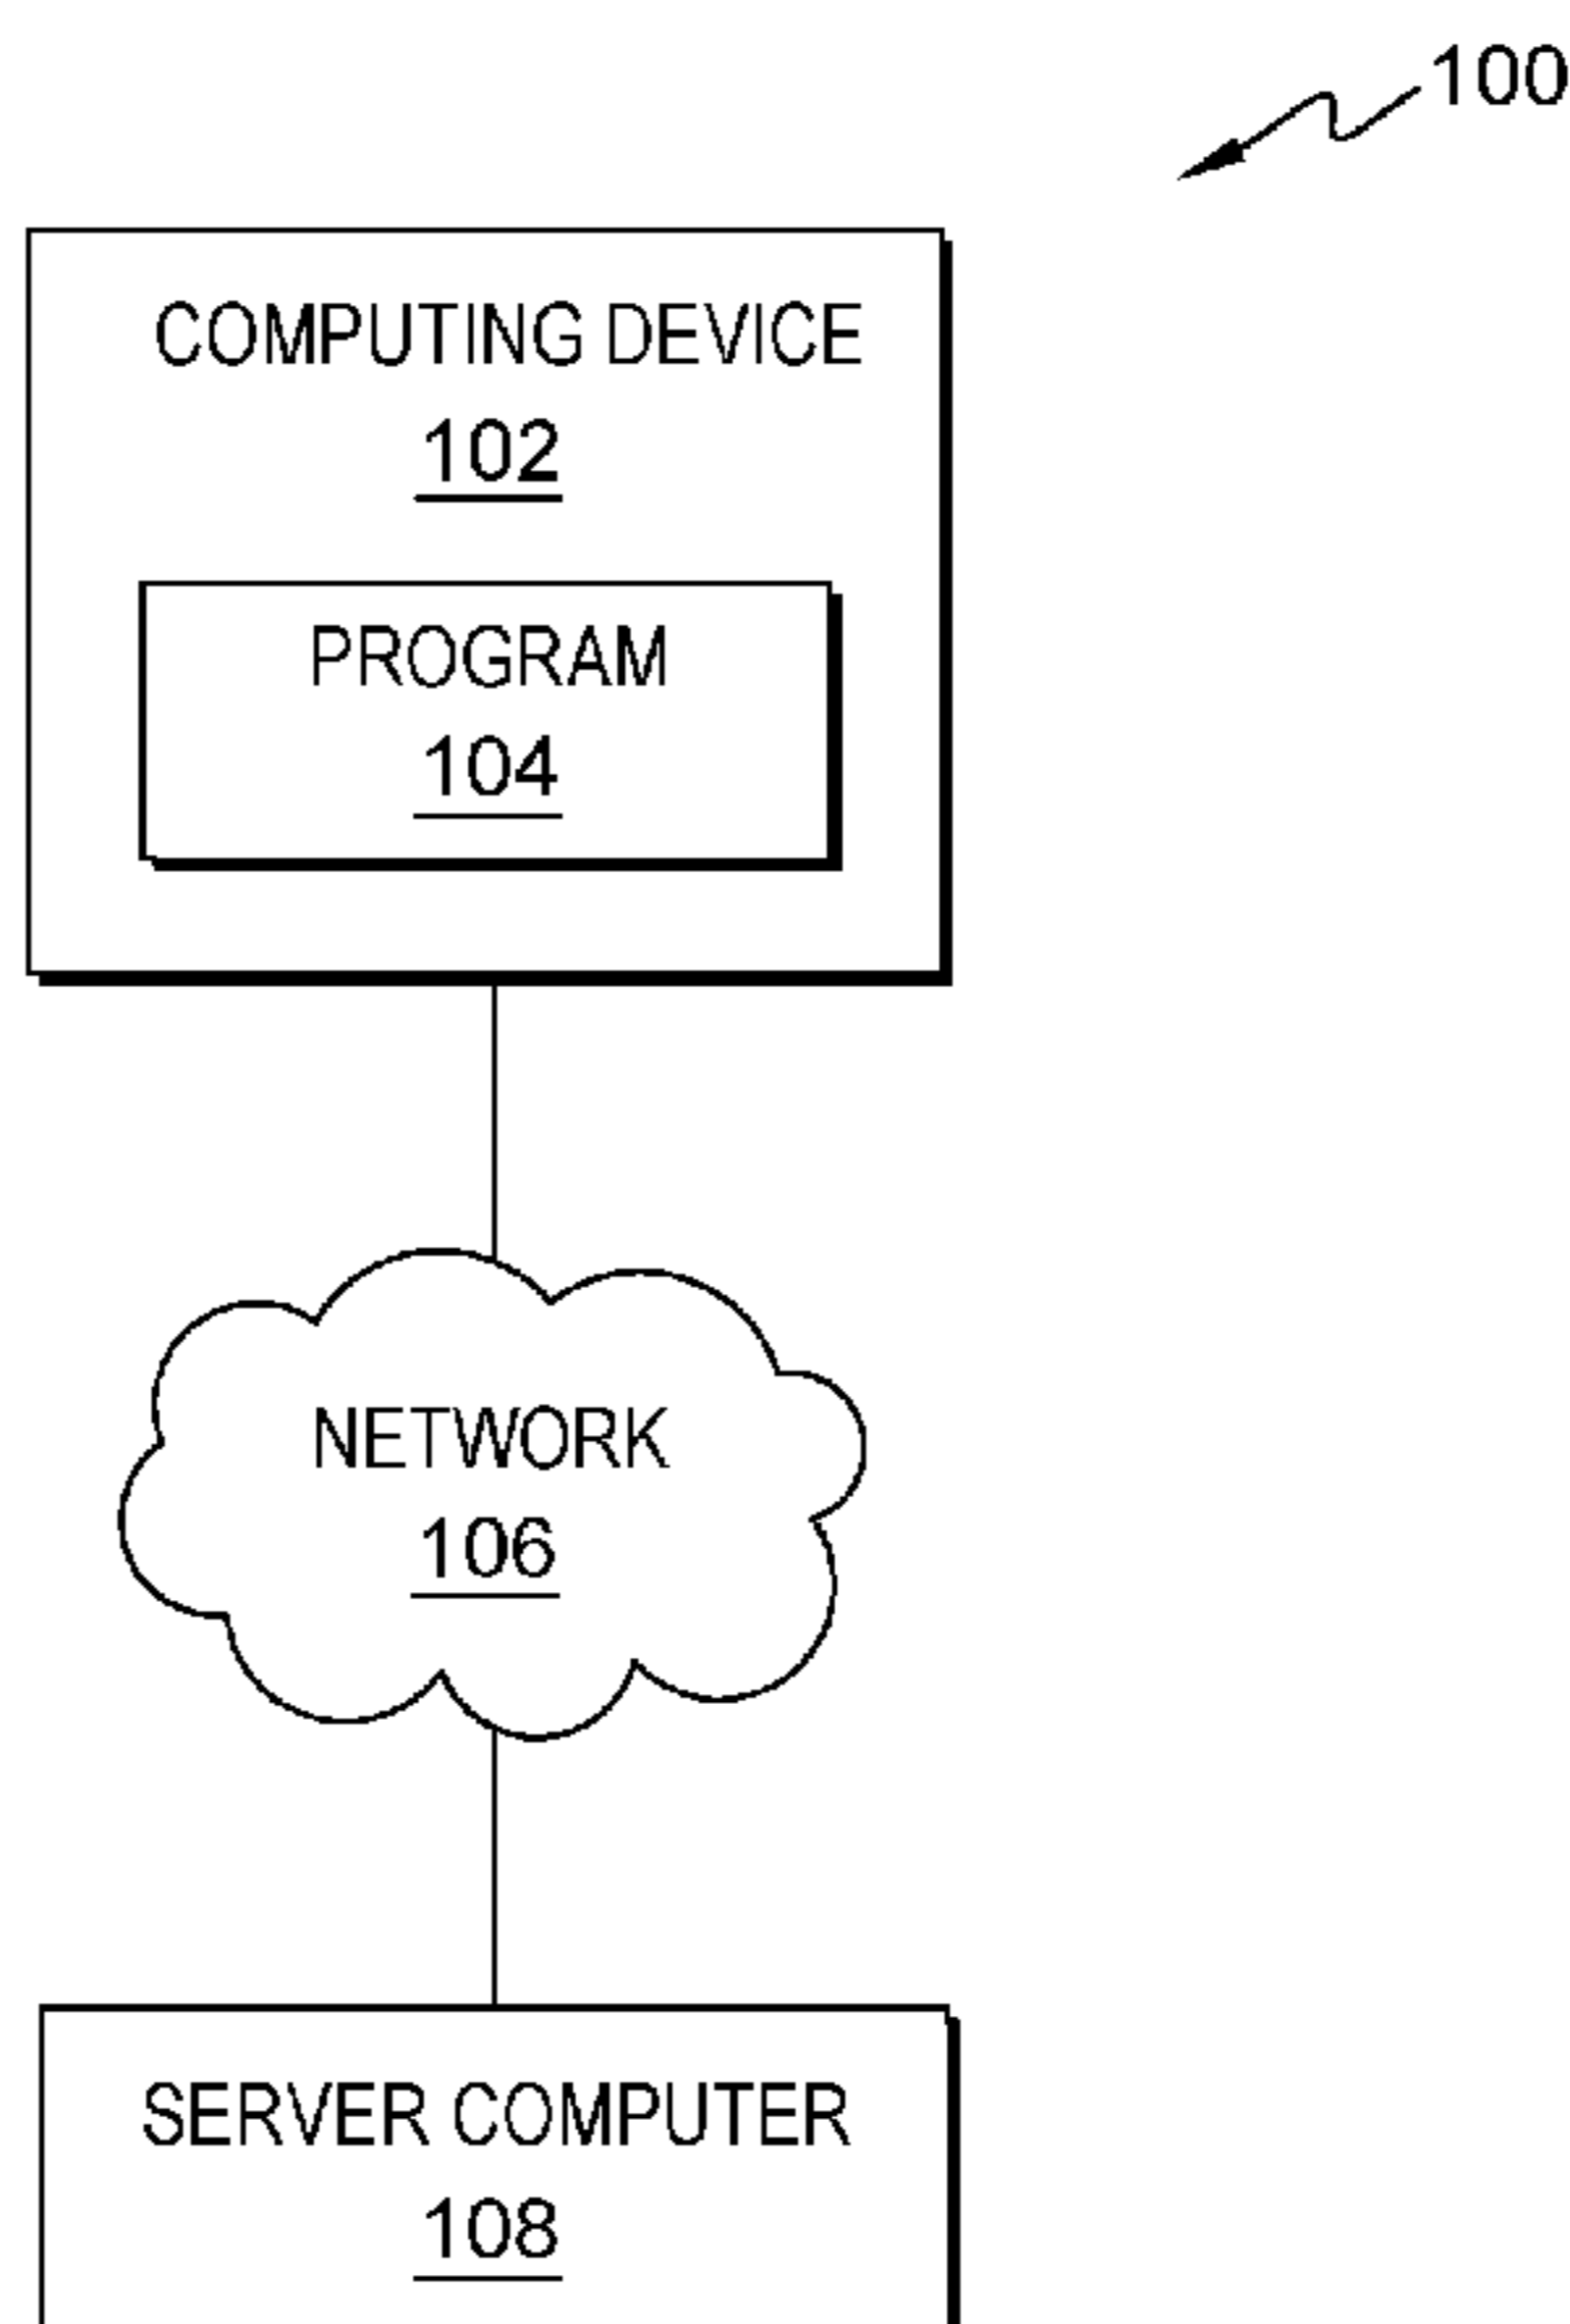 100
COMPUTING DEVICE
102
PROGRAM
104
NETWORK
106
SERVER COMPUTER
108